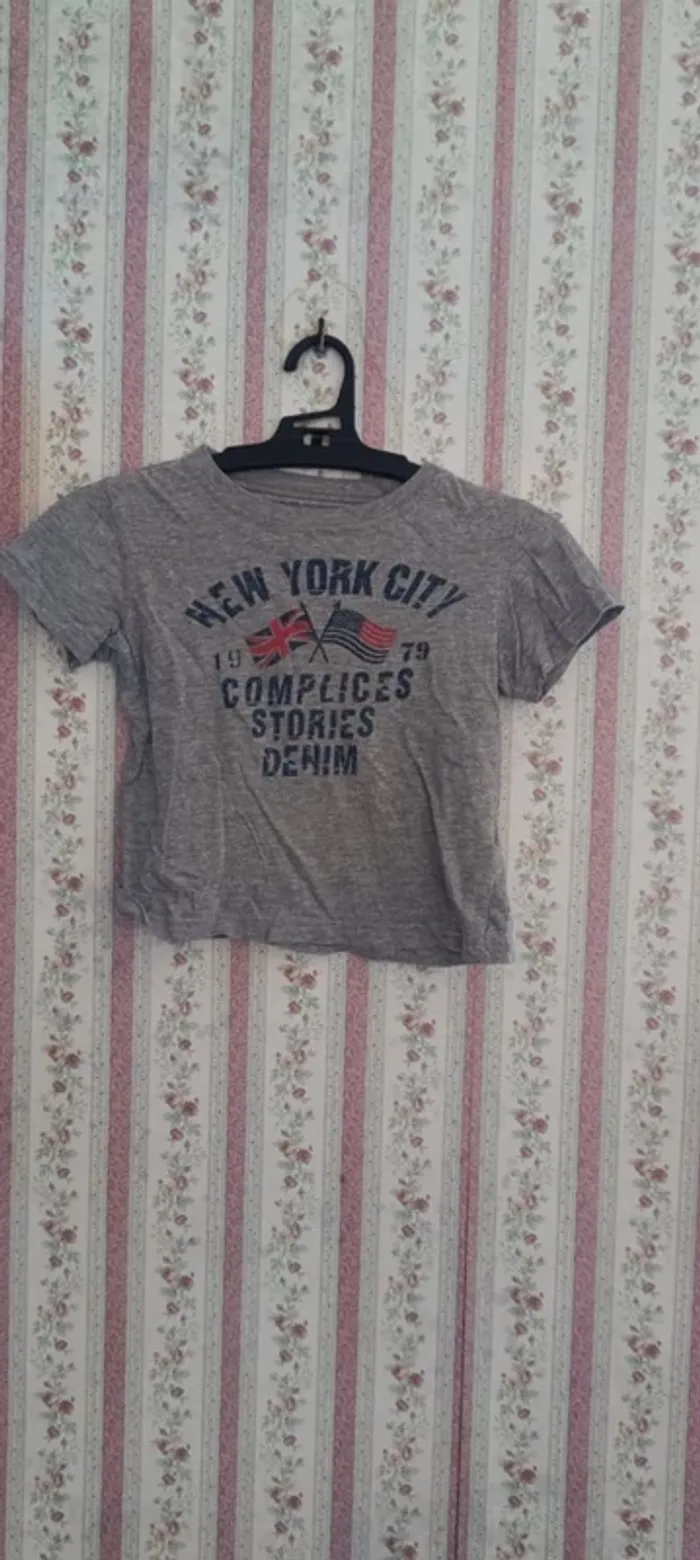 NEW YORK CITY
19 79
COMPLICES
STORIES
DENIM